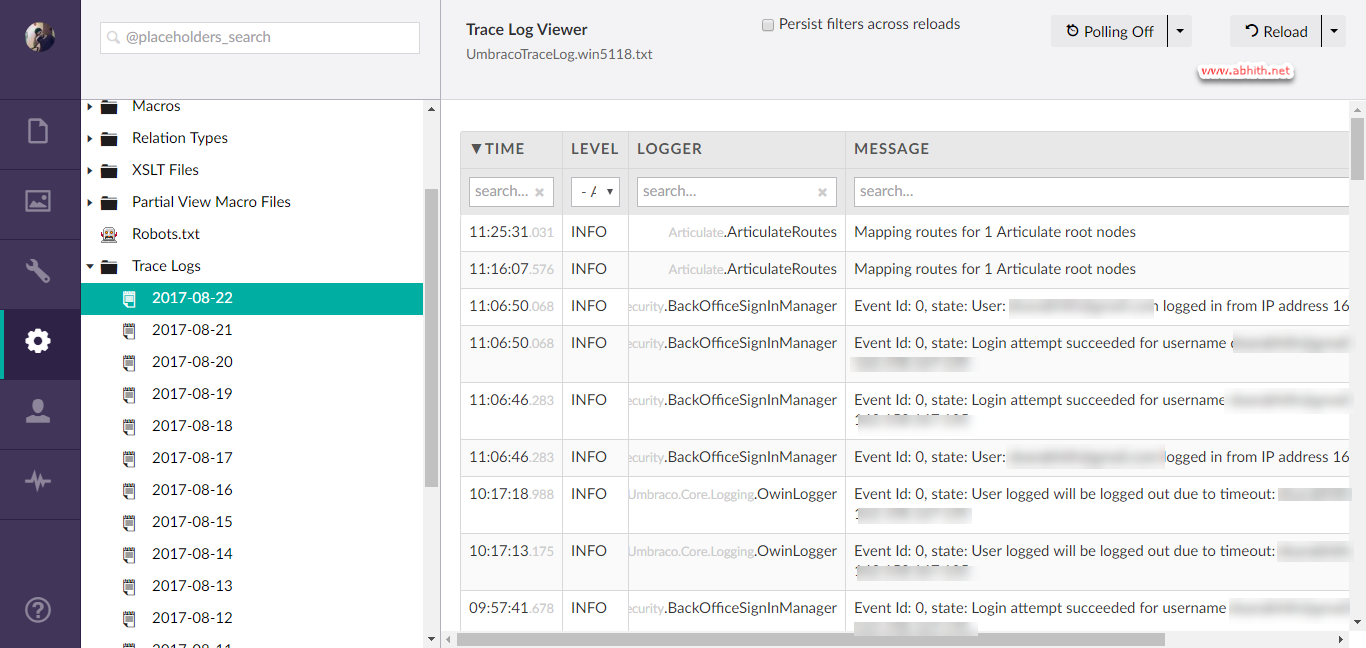 @placeholders_search
Trace Log Viewer
UmbracoTraceLog.win5118.txt
Persist filters across reloads
Polling Off
Reload
www.abhith.net
Macros
Relation Types
XSLT Files
Partial View Macro Files
Robots.txt
Trace Logs
2017-08-22
2017-08-21
2017-08-20
2017-08-19
2017-08-18
2017-08-17
2017-08-16
2017-08-15
2017-08-14
2017-08-13
2017-08-12
2017-08-11
▼TIME LEVEL LOGGER MESSAGE
search... - A search... search...
11:25:31.031 INFO Articulate.ArticulateRoutes Mapping routes for 1 Articulate root nodes
11:16:07.576 INFO Articulate.ArticulateRoutes Mapping routes for 1 Articulate root nodes
11:06:50.068 INFO ecurity.BackOfficeSignInManager Event Id: 0, state: User: logged in from IP address 16
11:06:50.068 INFO ecurity.BackOfficeSignInManager Event Id: 0, state: Login attempt succeeded for username
11:06:46.283 INFO ecurity.BackOfficeSignInManager Event Id: 0, state: Login attempt succeeded for username
11:06:46.283 INFO ecurity.BackOfficeSignInManager Event Id: 0, state: User: logged in from IP address 16
10:17:18.988 INFO Umbraco.Core.Logging.OwinLogger Event Id: 0, state: User logged will be logged out due to timeout:
10:17:13.175 INFO Umbraco.Core.Logging.OwinLogger Event Id: 0, state: User logged will be logged out due to timeout:
09:57:41.678 INFO ecurity.BackOfficeSignInManager Event Id: 0, state: Login attempt succeeded for username